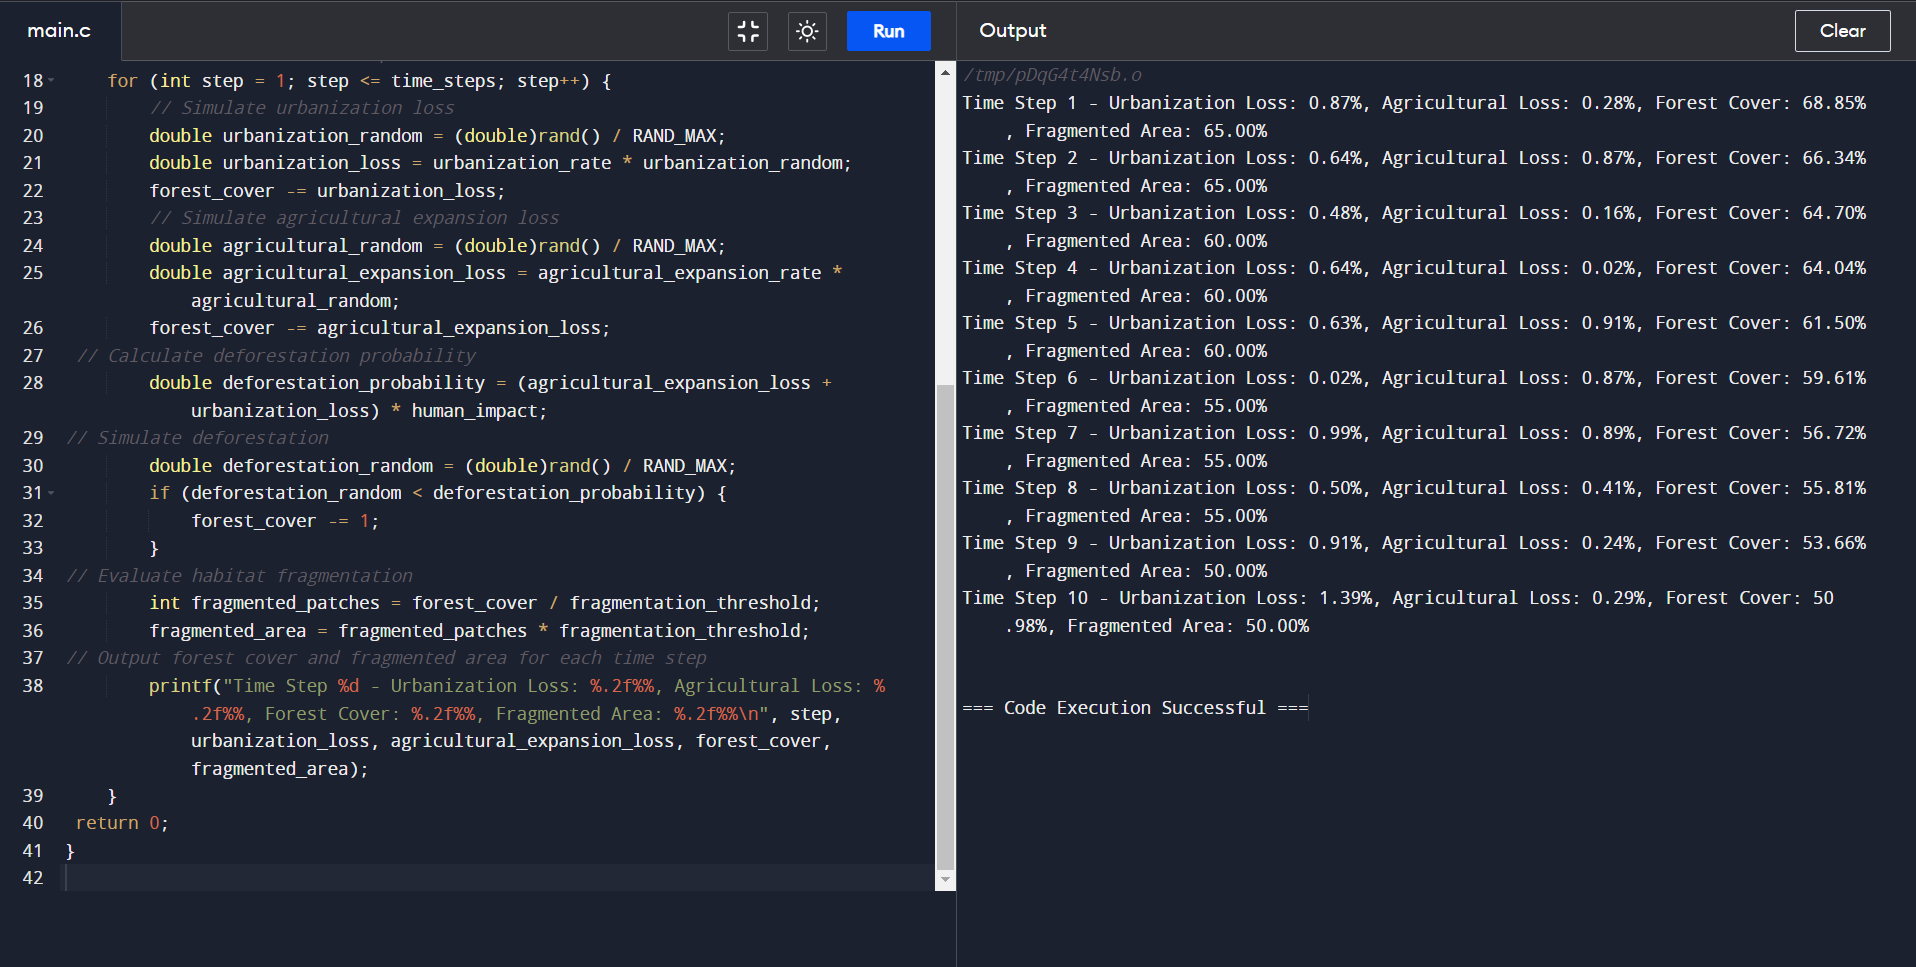 main.c
Run
Output
Clear
18 for (int step = 1; step <= time_steps; step++) {
19 // Simulate urbanization loss
20 double urbanization_random = (double)rand() / RAND_MAX;
21 double urbanization_loss = urbanization_rate * urbanization_random;
22 forest_cover -= urbanization_loss;
23 // Simulate agricultural expansion loss
24 double agricultural_random = (double)rand() / RAND_MAX;
25 double agricultural_expansion_loss = agricultural_expansion_rate *
agricultural_random;
26 forest_cover -= agricultural_expansion_loss;
27 // Calculate deforestation probability
28 double deforestation_probability = (agricultural_expansion_loss +
urbanization_loss) * human_impact;
29 // Simulate deforestation
30 double deforestation_random = (double)rand() / RAND_MAX;
31 if (deforestation_random < deforestation_probability) {
32 forest_cover -= 1;
33 }
34 // Evaluate habitat fragmentation
35 int fragmented_patches = forest_cover / fragmentation_threshold;
36 fragmented_area = fragmented_patches * fragmentation_threshold;
37 // Output forest cover and fragmented area for each time step
38 printf("Time Step %d - Urbanization Loss: %.2f%%, Agricultural Loss: %
.2f%%, Forest Cover: %.2f%%, Fragmented Area: %.2f%%\n", step,
urbanization_loss, agricultural_expansion_loss, forest_cover,
fragmented_area);
39 }
40 return 0;
41 }
42
/tmp/pDqG4t4Nsb.o
Time Step 1 - Urbanization Loss: 0.87%, Agricultural Loss: 0.28%, Forest Cover: 68.85%
, Fragmented Area: 65.00%
Time Step 2 - Urbanization Loss: 0.64%, Agricultural Loss: 0.87%, Forest Cover: 66.34%
, Fragmented Area: 65.00%
Time Step 3 - Urbanization Loss: 0.48%, Agricultural Loss: 0.16%, Forest Cover: 64.70%
, Fragmented Area: 60.00%
Time Step 4 - Urbanization Loss: 0.64%, Agricultural Loss: 0.02%, Forest Cover: 64.04%
, Fragmented Area: 60.00%
Time Step 5 - Urbanization Loss: 0.63%, Agricultural Loss: 0.91%, Forest Cover: 61.50%
, Fragmented Area: 60.00%
Time Step 6 - Urbanization Loss: 0.02%, Agricultural Loss: 0.87%, Forest Cover: 59.61%
, Fragmented Area: 55.00%
Time Step 7 - Urbanization Loss: 0.99%, Agricultural Loss: 0.89%, Forest Cover: 56.72%
, Fragmented Area: 55.00%
Time Step 8 - Urbanization Loss: 0.50%, Agricultural Loss: 0.41%, Forest Cover: 55.81%
, Fragmented Area: 55.00%
Time Step 9 - Urbanization Loss: 0.91%, Agricultural Loss: 0.24%, Forest Cover: 53.66%
, Fragmented Area: 50.00%
Time Step 10 - Urbanization Loss: 1.39%, Agricultural Loss: 0.29%, Forest Cover: 50
.98%, Fragmented Area: 50.00%
=== Code Execution Successful ===